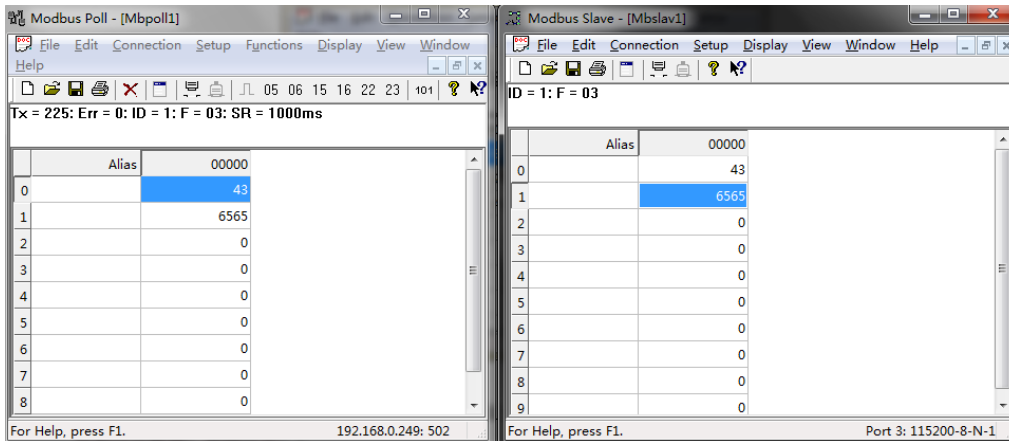 Modbus Poll - [Mbpoll1]
File Edit Connection Setup Functions Display View Window
Help
05 06 15 16 22 23 101
Tx = 225: Err = 0: ID = 1: F = 03: SR = 1000ms
Alias 00000
0 43
1 6565
2 0
3 0
4 0
5 0
6 0
7 0
8 0
For Help, press F1. 192.168.0.249: 502
Modbus Slave - [Mbslav1]
File Edit Connection Setup Display View Window Help
ID = 1: F = 03
Alias 00000
0 43
1 6565
2 0
3 0
4 0
5 0
6 0
7 0
8 0
9 0
For Help, press F1. Port 3: 115200-8-N-1